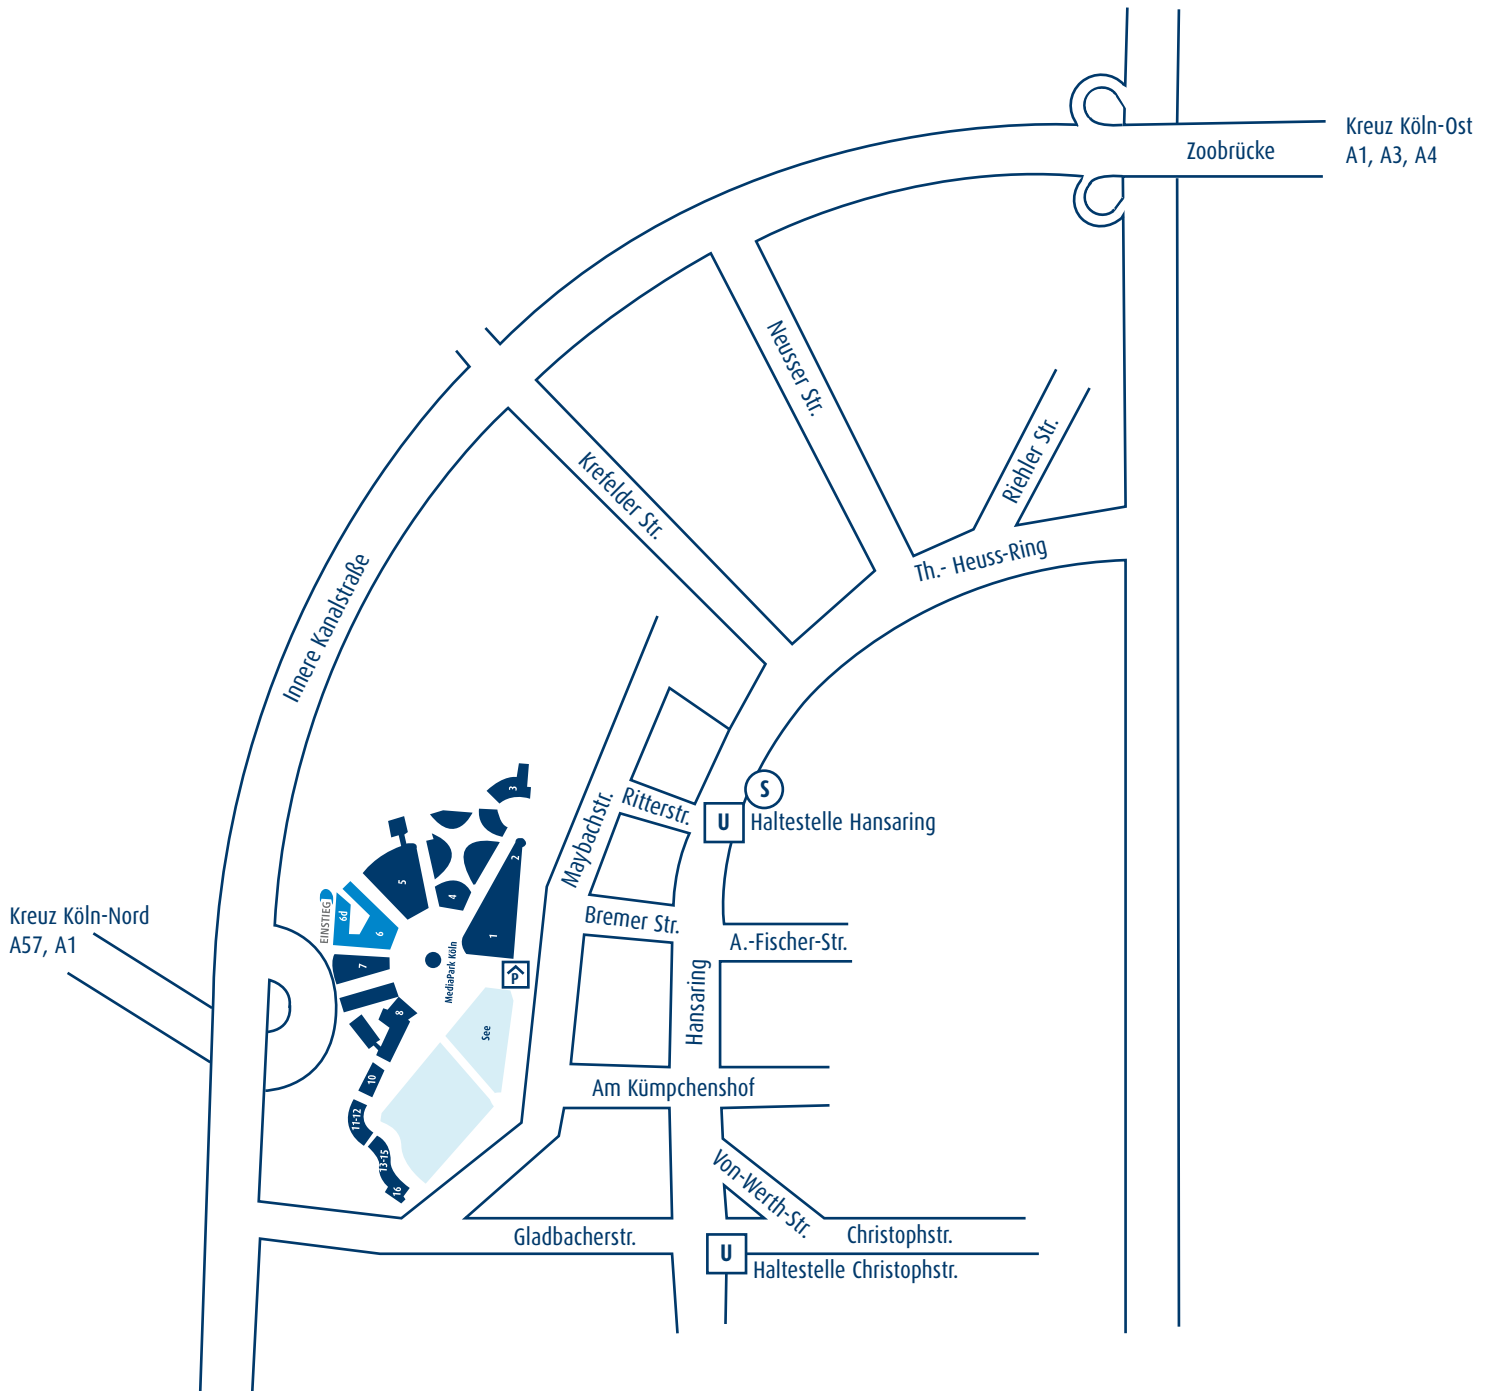 Kreuz Köln-Ost
A1, A3, A4
Zoobrücke
Neusser Str.
Riehler Str.
Krefelder Str.
Th.- Heuss-Ring
Innere Kanalstraße
Maybachstr.
Ritterstr.
S
U
Haltestelle Hansaring
Bremer Str.
A.-Fischer-Str.
Hansaring
Kreuz Köln-Nord
A57, A1
EINSTIEG
3
2
5
4
6d
6
1
7
MediaPark Köln
P
8
See
10
11-12
13-15
16
Am Kümpchenshof
Von-Werth-Str.
Gladbacherstr.
Christophstr.
U
Haltestelle Christophstr.